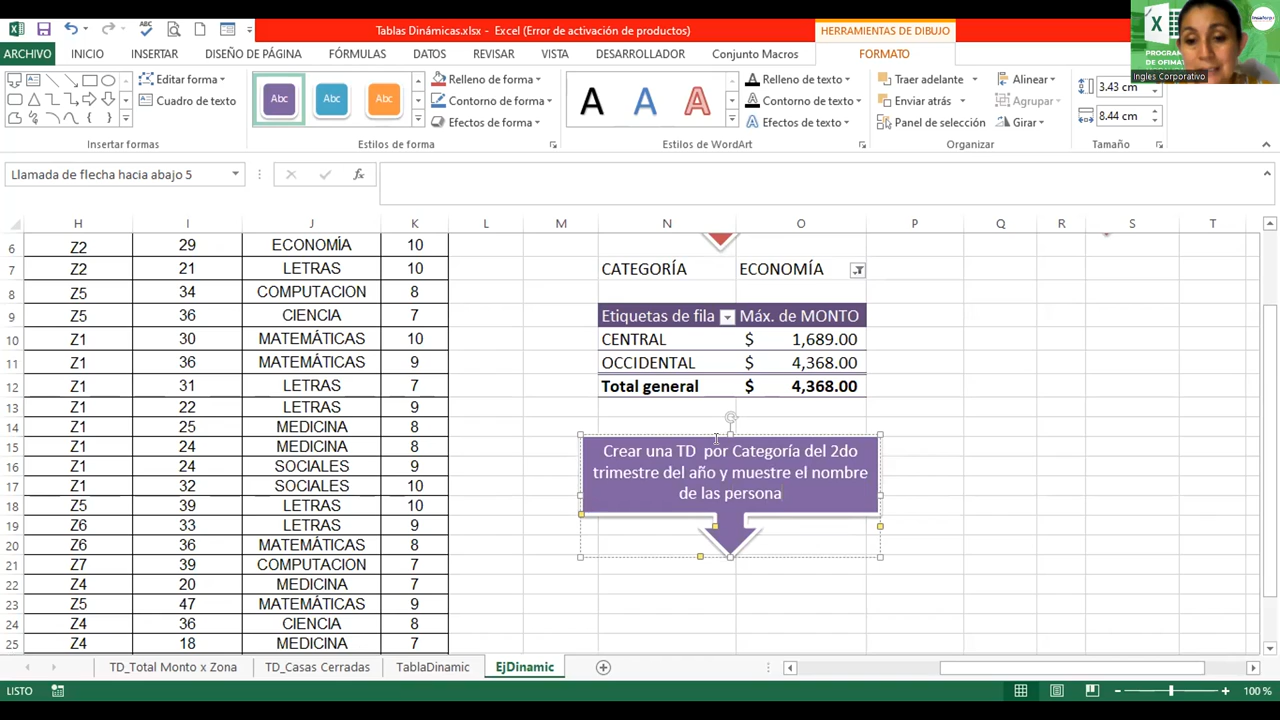 Tablas Dinámicas.xlsx - Excel (Error de activación de productos)
HERRAMIENTAS DE DIBUJO
ARCHIVO INICIO INSERTAR DISEÑO DE PÁGINA FÓRMULAS DATOS REVISAR VISTA DESARROLLADOR Conjunto Macros FORMATO
Ingles Corporativo
Editar forma
Cuadro de texto
Insertar formas
Abc Abc Abc
Relleno de forma
Contorno de forma
Efectos de forma
Estilos de forma
A A A
Relleno de texto
Contorno de texto
Efectos de texto
Estilos de WordArt
Traer adelante
Enviar atrás
Panel de selección
Alinear
Agrupar
Girar
Organizar
3.43 cm
8.44 cm
Tamaño
Llamada de flecha hacia abajo 5
fx
H I J K L M N O P Q R S T
6 Z2 29 ECONOMÍA 10
7 Z2 21 LETRAS 10 CATEGORÍA ECONOMÍA
8 Z5 34 COMPUTACION 8
9 Z5 36 CIENCIA 7 Etiquetas de fila Máx. de MONTO
10 Z1 30 MATEMÁTICAS 10 CENTRAL $ 1,689.00
11 Z1 36 MATEMÁTICAS 9 OCCIDENTAL $ 4,368.00
12 Z1 31 LETRAS 7 Total general $ 4,368.00
13 Z1 22 LETRAS 9
14 Z1 25 MEDICINA 8
15 Z1 24 MEDICINA 8
16 Z1 24 SOCIALES 9
17 Z1 32 SOCIALES 10
18 Z5 39 LETRAS 10
19 Z6 33 LETRAS 9
20 Z6 36 MATEMÁTICAS 8
21 Z7 39 COMPUTACION 7
22 Z4 20 MEDICINA 7
23 Z5 47 MATEMÁTICAS 9
24 Z4 36 CIENCIA 8
25 Z4 18 MEDICINA 7
Crear una TD por Categoría del 2do
trimestre del año y muestre el nombre
de las persona
TD_Total Monto x Zona TD_Casas Cerradas TablaDinamic EjDinamic
LISTO
100 %